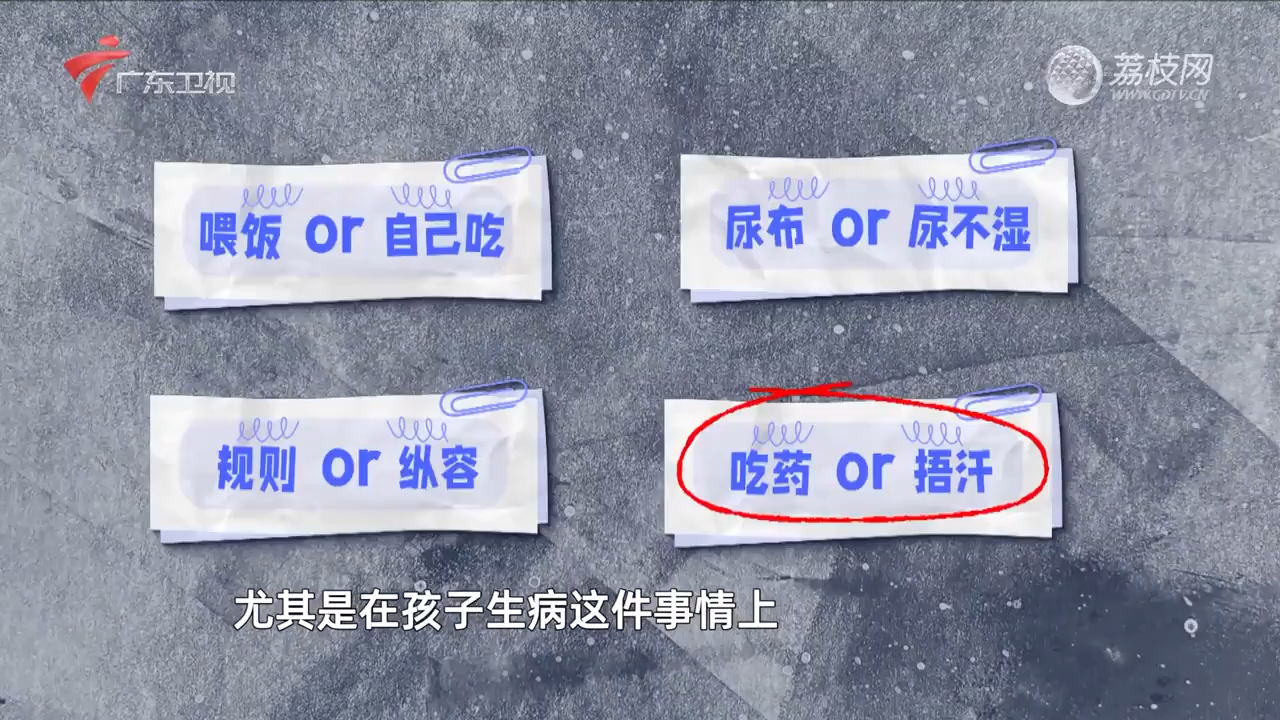 广东卫视
荔枝网
WWW.GDTV.CN
喂饭 or 自己吃
尿布 or 尿不湿
规则 or 纵容
吃药 or 捂汗
尤其是在孩子生病这件事情上